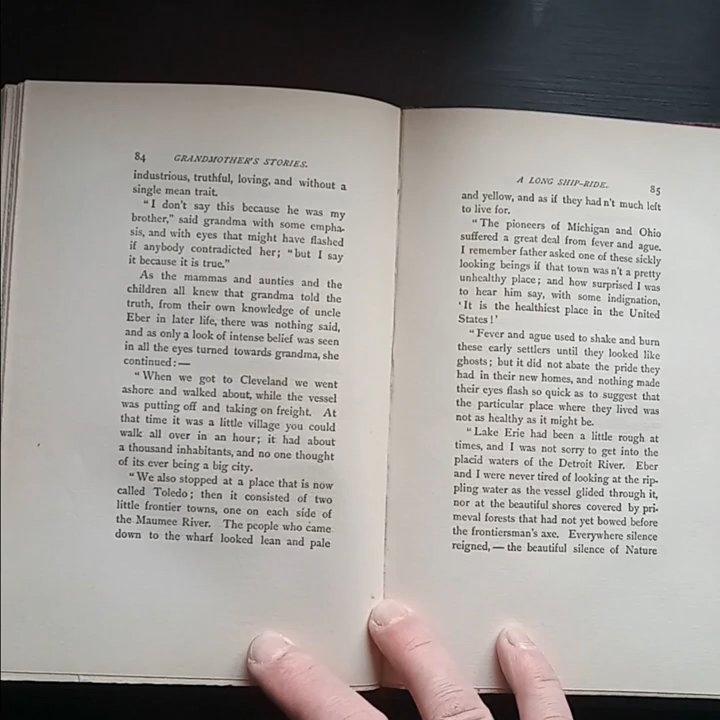 84 GRANDMOTHER'S STORIES.
industrious, truthful, loving, and without a
single mean trait.
"I don't say this because he was my
brother," said grandma with some empha-
sis, and with eyes that might have flashed
if anybody contradicted her; "but I say
it because it is true."
As the mammas and aunties and the
children all knew that grandma told the
truth, from their own knowledge of uncle
Eber in later life, there was nothing said,
and as only a look of intense belief was seen
in all the eyes turned towards grandma, she
continued:—
"When we got to Cleveland we went
ashore and walked about, while the vessel
was putting off and taking on freight. At
that time it was a little village you could
walk all over in an hour; it had about
a thousand inhabitants, and no one thought
of its ever being a big city.
"We also stopped at a place that is now
called Toledo; then it consisted of two
little frontier towns, one on each side of
the Maumee River. The people who came
down to the wharf looked lean and pale
A LONG SHIP-RIDE. 85
and yellow, and as if they had n't much left
to live for.
"The pioneers of Michigan and Ohio
suffered a great deal from fever and ague.
I remember father asked one of these sickly
looking beings if that town was n't a pretty
unhealthy place; and how surprised I was
to hear him say, with some indignation,
'It is the healthiest place in the United
States!'
"Fever and ague used to shake and burn
these early settlers until they looked like
ghosts; but it did not abate the pride they
had in their new homes, and nothing made
their eyes flash so quick as to suggest that
the particular place where they lived was
not as healthy as it might be.
"Lake Erie had been a little rough at
times, and I was not sorry to get into the
placid waters of the Detroit River. Eber
and I were never tired of looking at the rip-
pling water as the vessel glided through it,
nor at the beautiful shores covered by pri-
meval forests that had not yet bowed before
the frontiersman's axe. Everywhere silence
reigned,—the beautiful silence of Nature